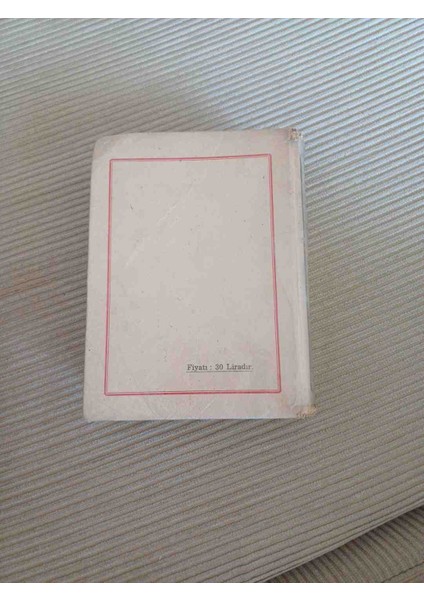 Fiyatı : 30 Liradır